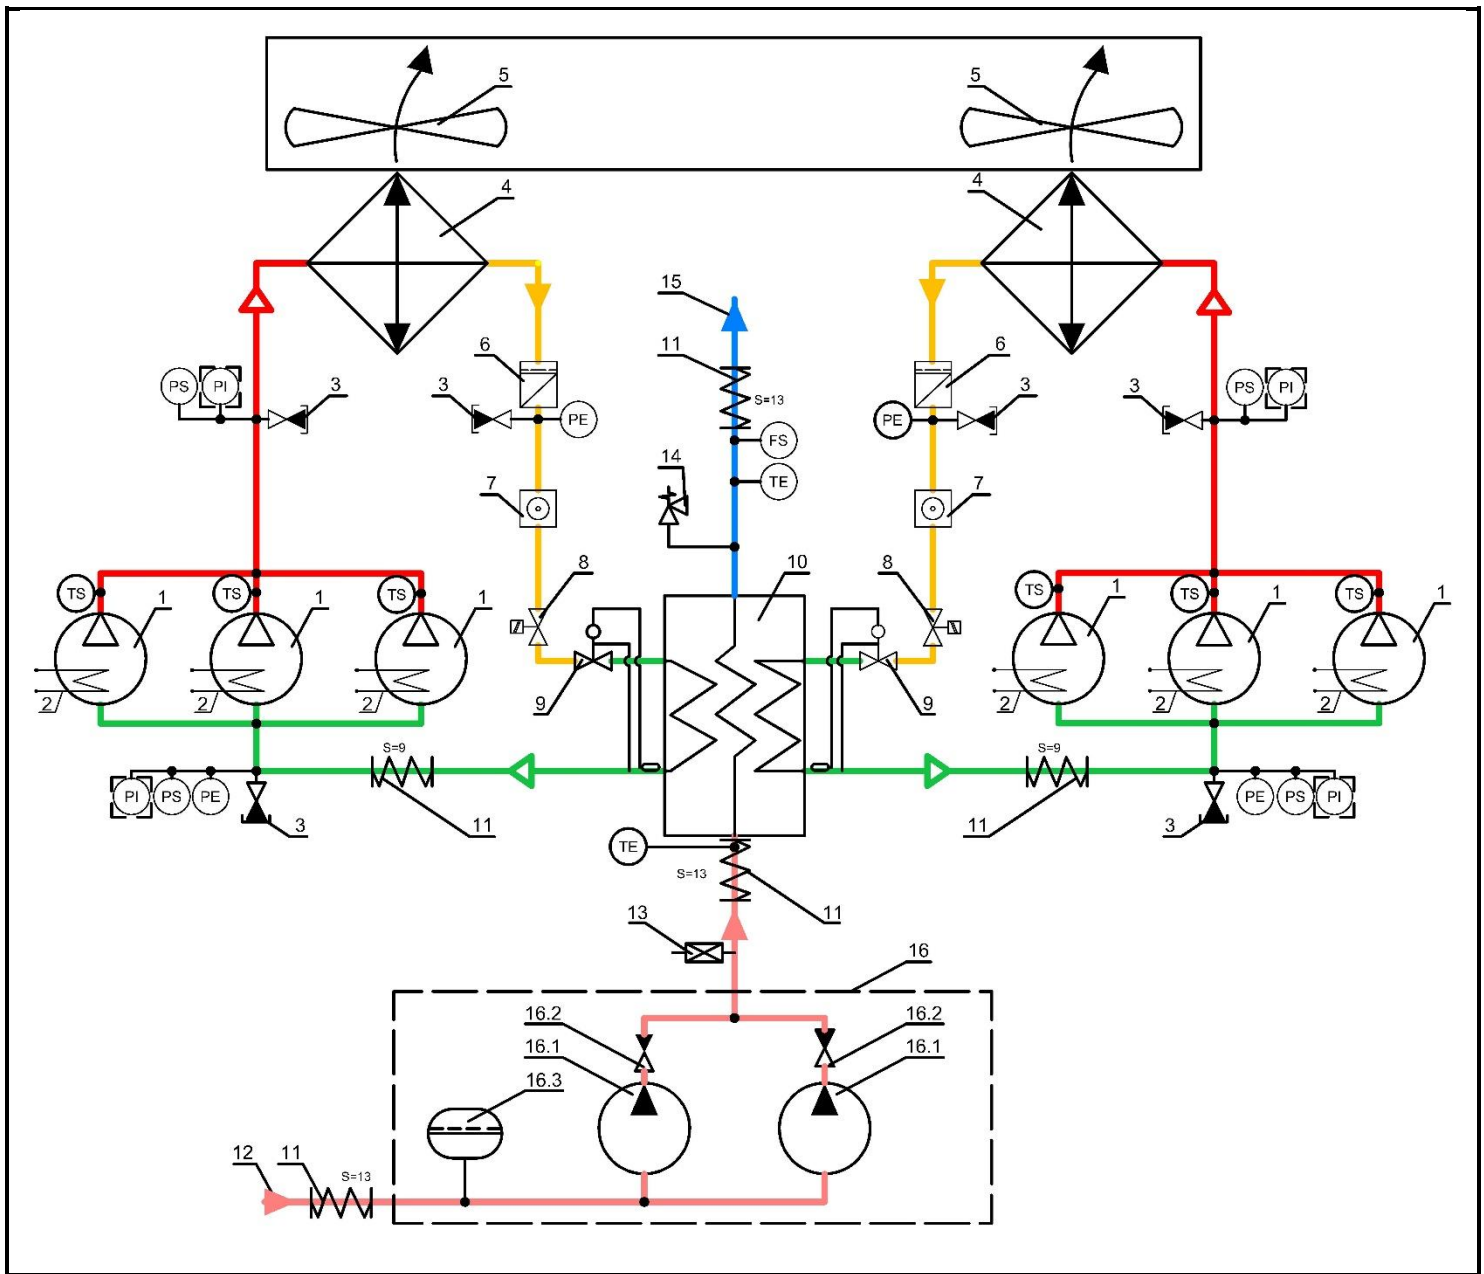 5 5
4 4
15
6 11 6
PS PI 3 S=13 3 PS PI
3 PE PE 3
FS
14
TE
7 7
8 10 8
TS TS TS TS TS TS
1 1 1 1 1 1
2 2 2 9 9 2 2 2
S=9 S=9
PI PS PE PE PS PI
3 11 11 3
TE
S=13
11
13
16
16.2 16.2
16.1 16.1
16.3
12 11
S=13